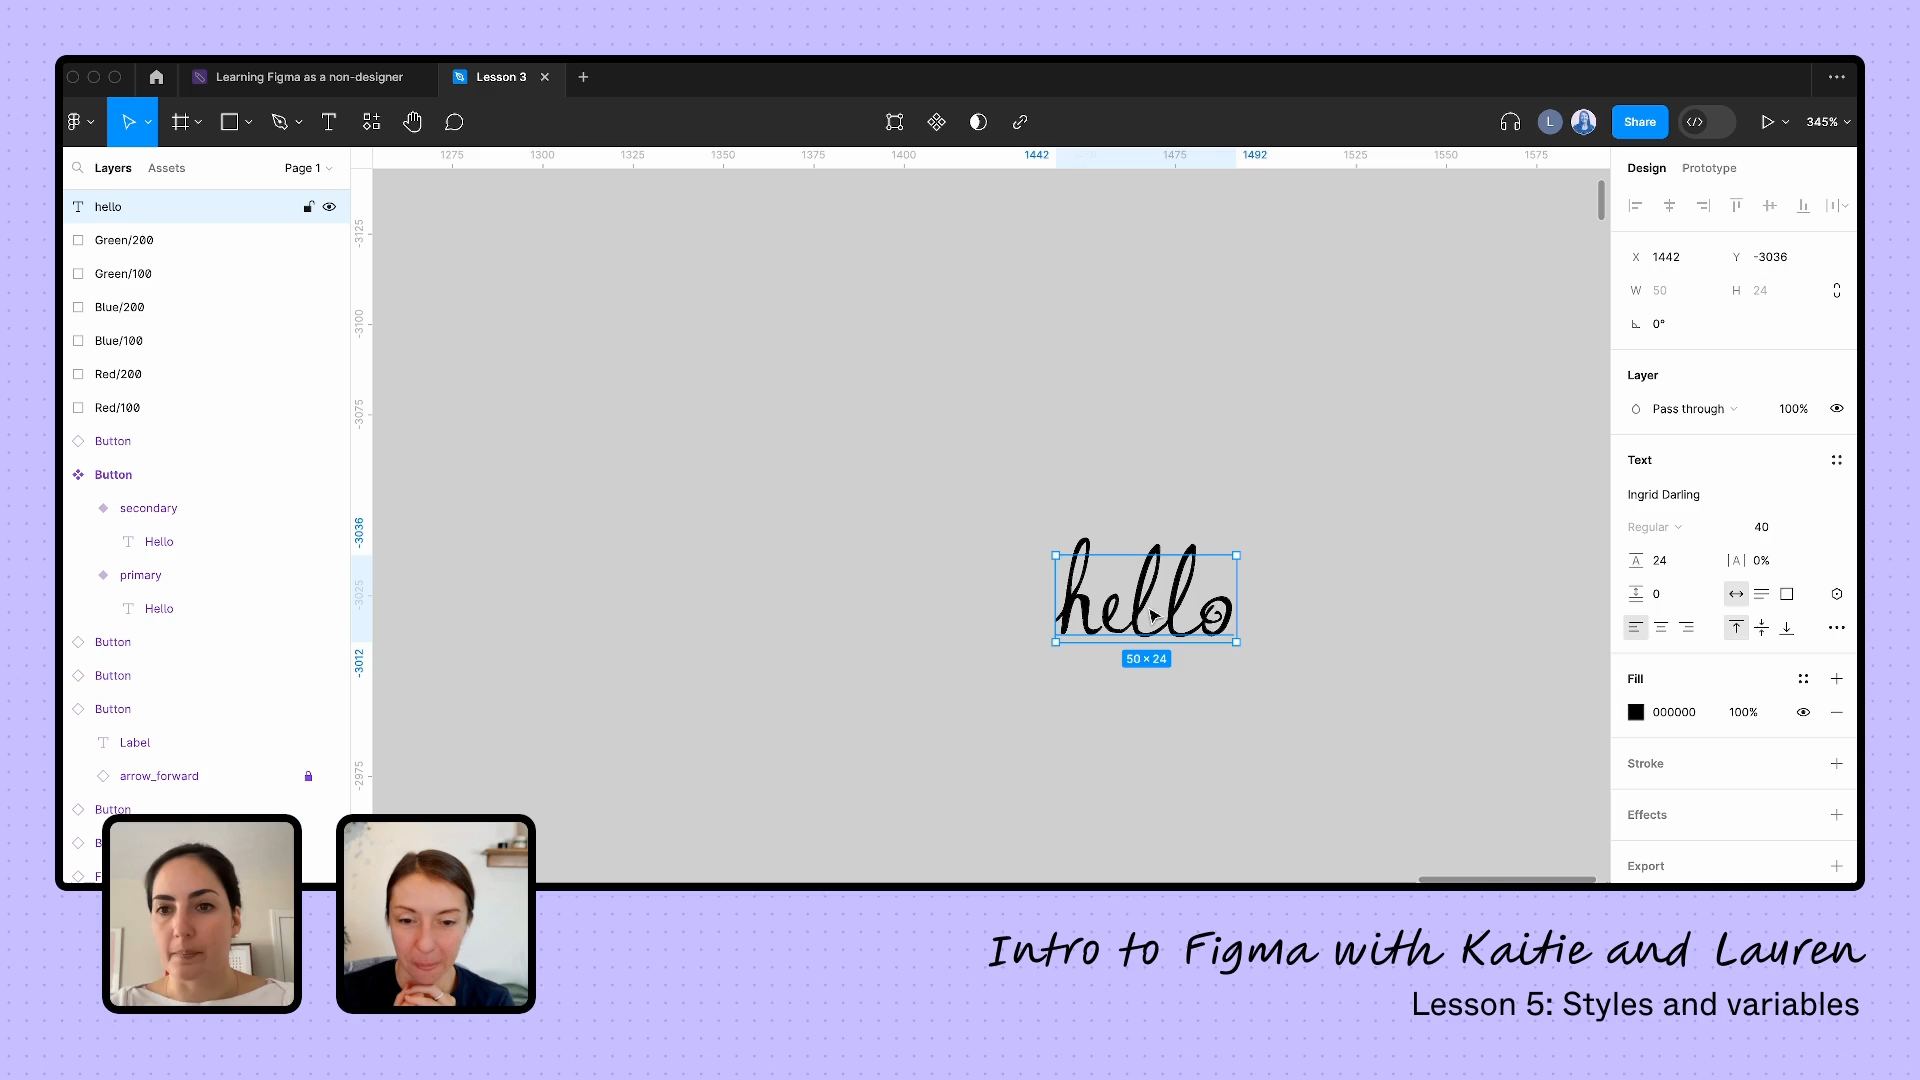 Learning Figma as a non-designer
Lesson 3
L
Share
345%
Layers
Assets
Page 1
1275
1300
1325
1350
1375
1400
1442
1475
1492
1525
1550
1575
Design
Prototype
hello
Green/200
Green/100
Blue/200
Blue/100
Red/200
Red/100
Button
Button
secondary
Hello
primary
Hello
Button
Button
Button
Label
arrow_forward
Button
B
F
-3125
-3100
-3075
-3036
-3025
-3012
-2975
hello
50 × 24
X 1442
Y -3036
W 50
H 24
0°
Layer
Pass through
100%
Text
Ingrid Darling
Regular
40
A 24
|A| 0%
0
Fill
000000
100%
Stroke
Effects
Export
Intro to Figma with Kaitie and Lauren
Lesson 5: Styles and variables